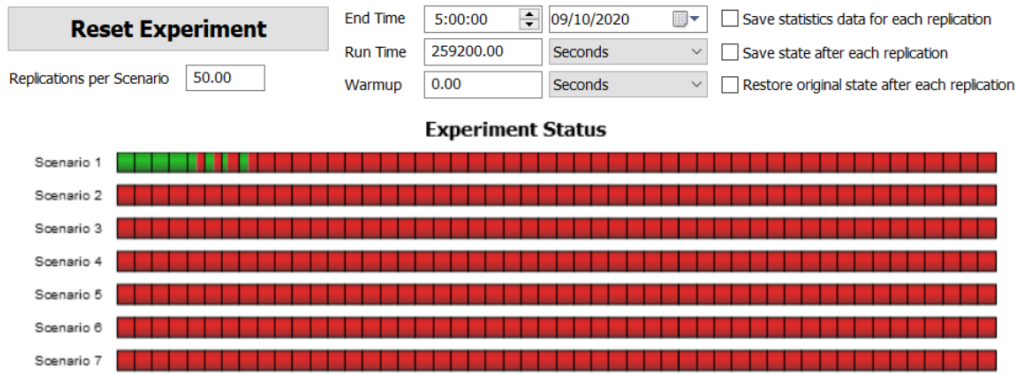 Reset Experiment
Replications per Scenario 50.00
End Time 5:00:00 09/10/2020
Run Time 259200.00 Seconds
Warmup 0.00 Seconds
Save statistics data for each replication
Save state after each replication
Restore original state after each replication
Experiment Status
Scenario 1
Scenario 2
Scenario 3
Scenario 4
Scenario 5
Scenario 6
Scenario 7